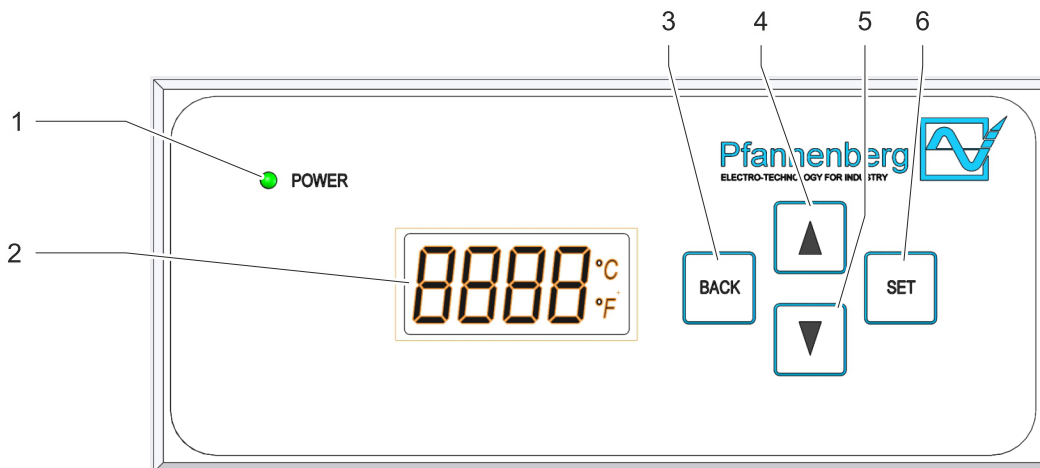 3 4 5 6
1
POWER
Pfannenberg
ELECTRO-TECHNOLOGY FOR INDUSTRY
2
8888 °C
°F
BACK
SET